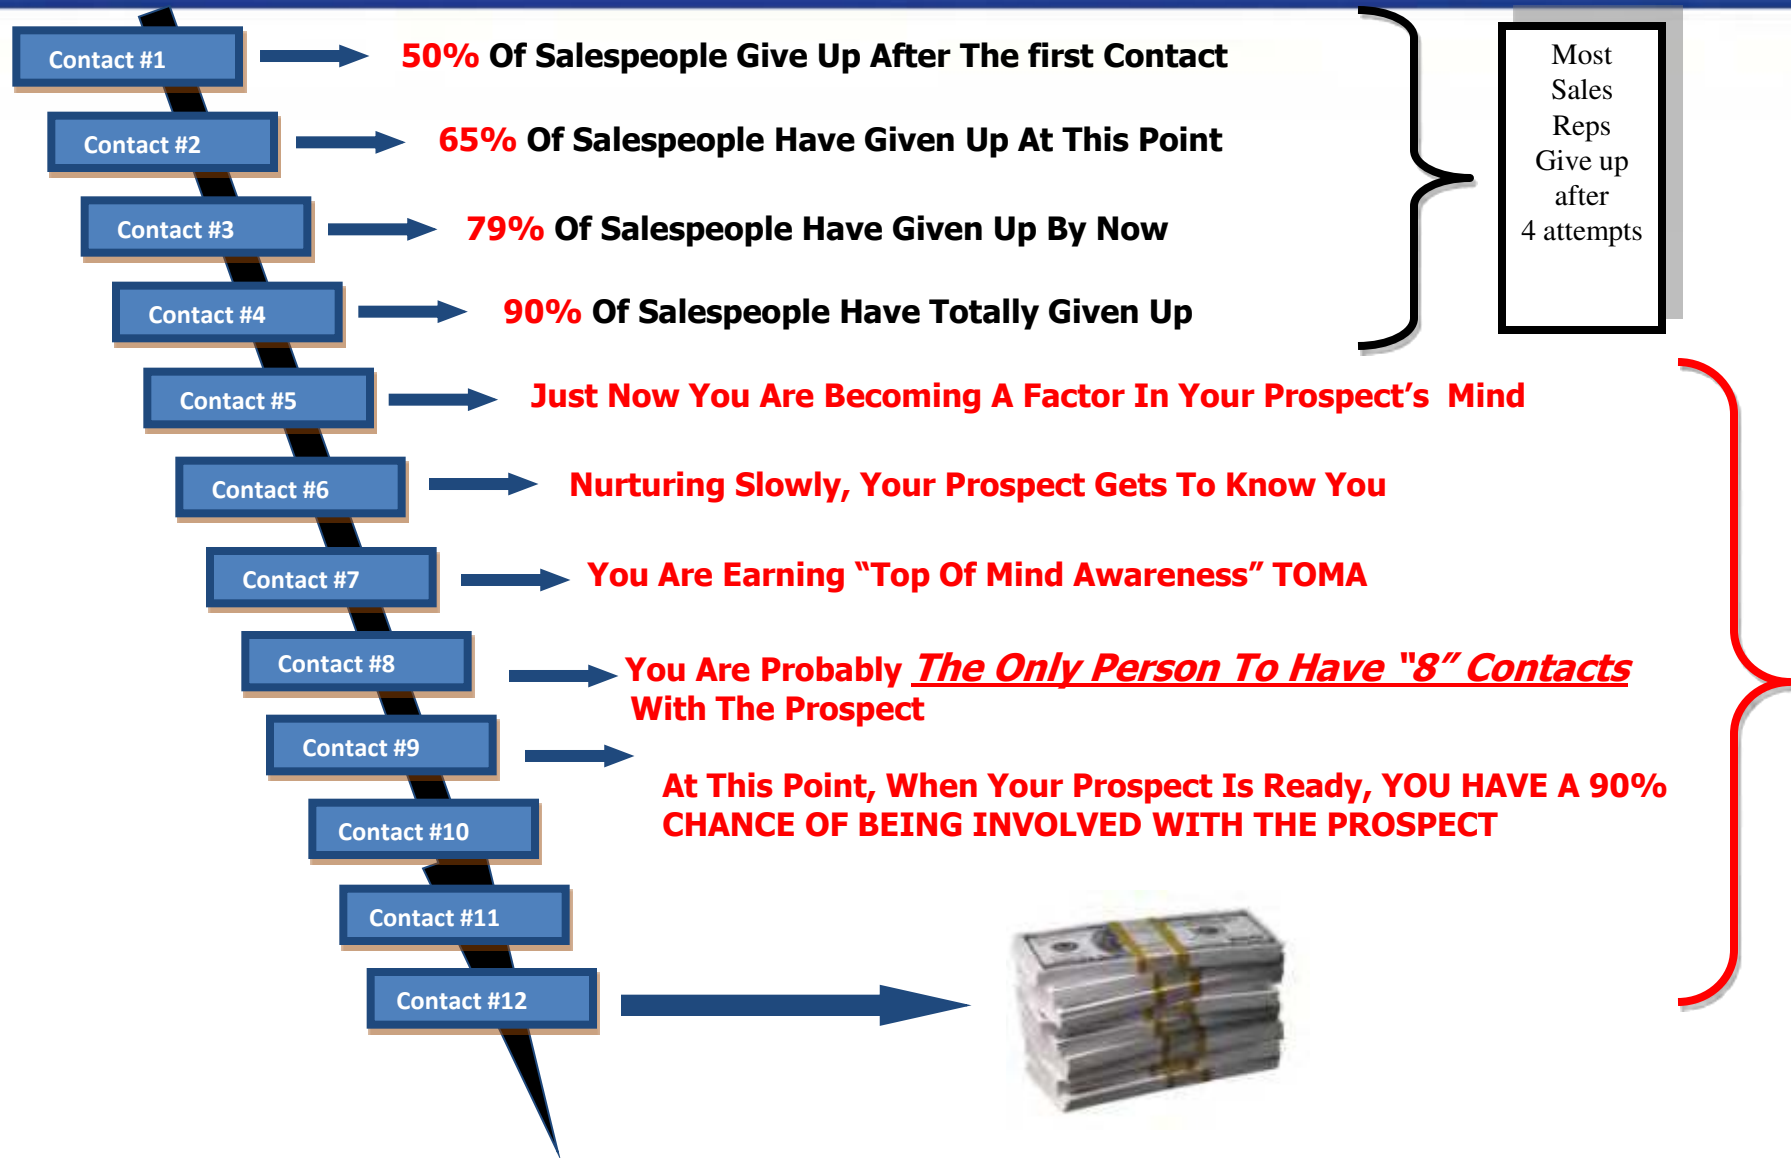 Contact #1
50% Of Salespeople Give Up After The first Contact
Contact #2
65% Of Salespeople Have Given Up At This Point
Contact #3
79% Of Salespeople Have Given Up By Now
Contact #4
90% Of Salespeople Have Totally Given Up
Most
Sales
Reps
Give up
after
4 attempts
Contact #5
Just Now You Are Becoming A Factor In Your Prospect’s  Mind
Contact #6
Nurturing Slowly, Your Prospect Gets To Know You
Contact #7
You Are Earning “Top Of Mind Awareness” TOMA
Contact #8
You Are Probably The Only Person To Have “8” Contacts
With The Prospect
Contact #9
At This Point, When Your Prospect Is Ready, YOU HAVE A 90%
CHANCE OF BEING INVOLVED WITH THE PROSPECT
Contact #10
Contact #11
Contact #12